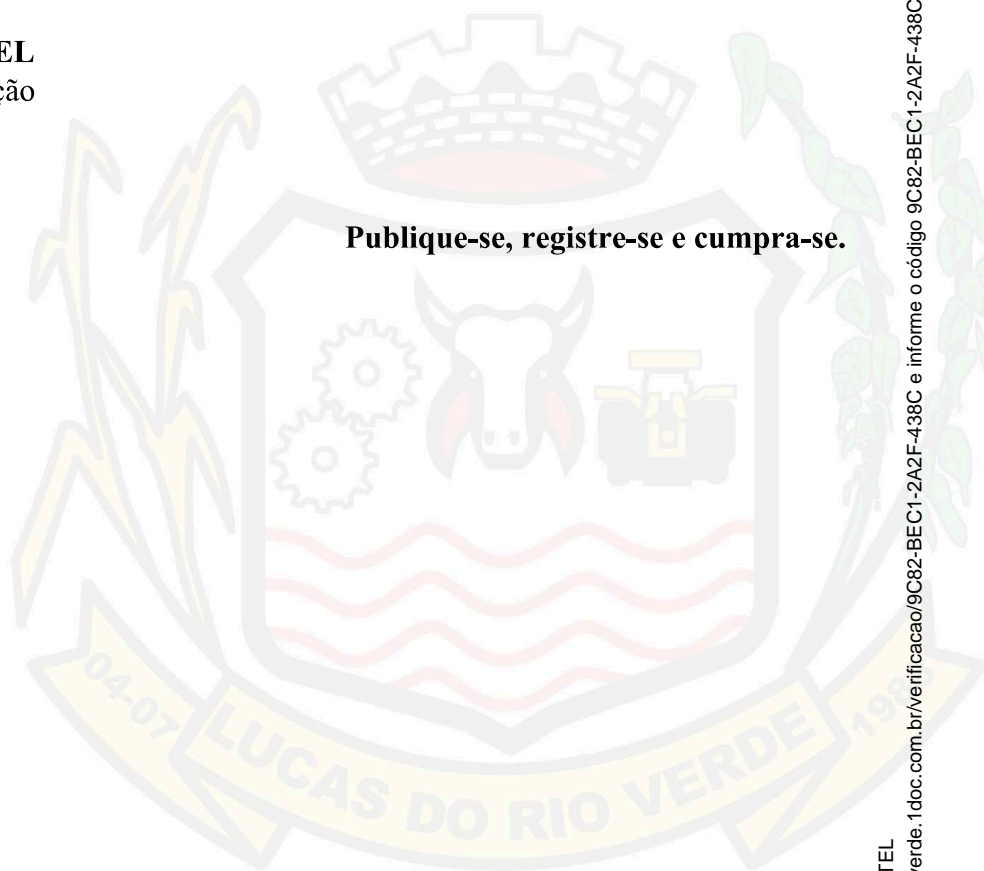 EL
ção
Publique-se, registre-se e cumpra-se.
04-07
LUCAS DO RIO VERDE
TEL
verde.1doc.com.br/verificacao/9C82-BEC1-2A2F-438C e informe o código 9C82-BEC1-2A2F-438C